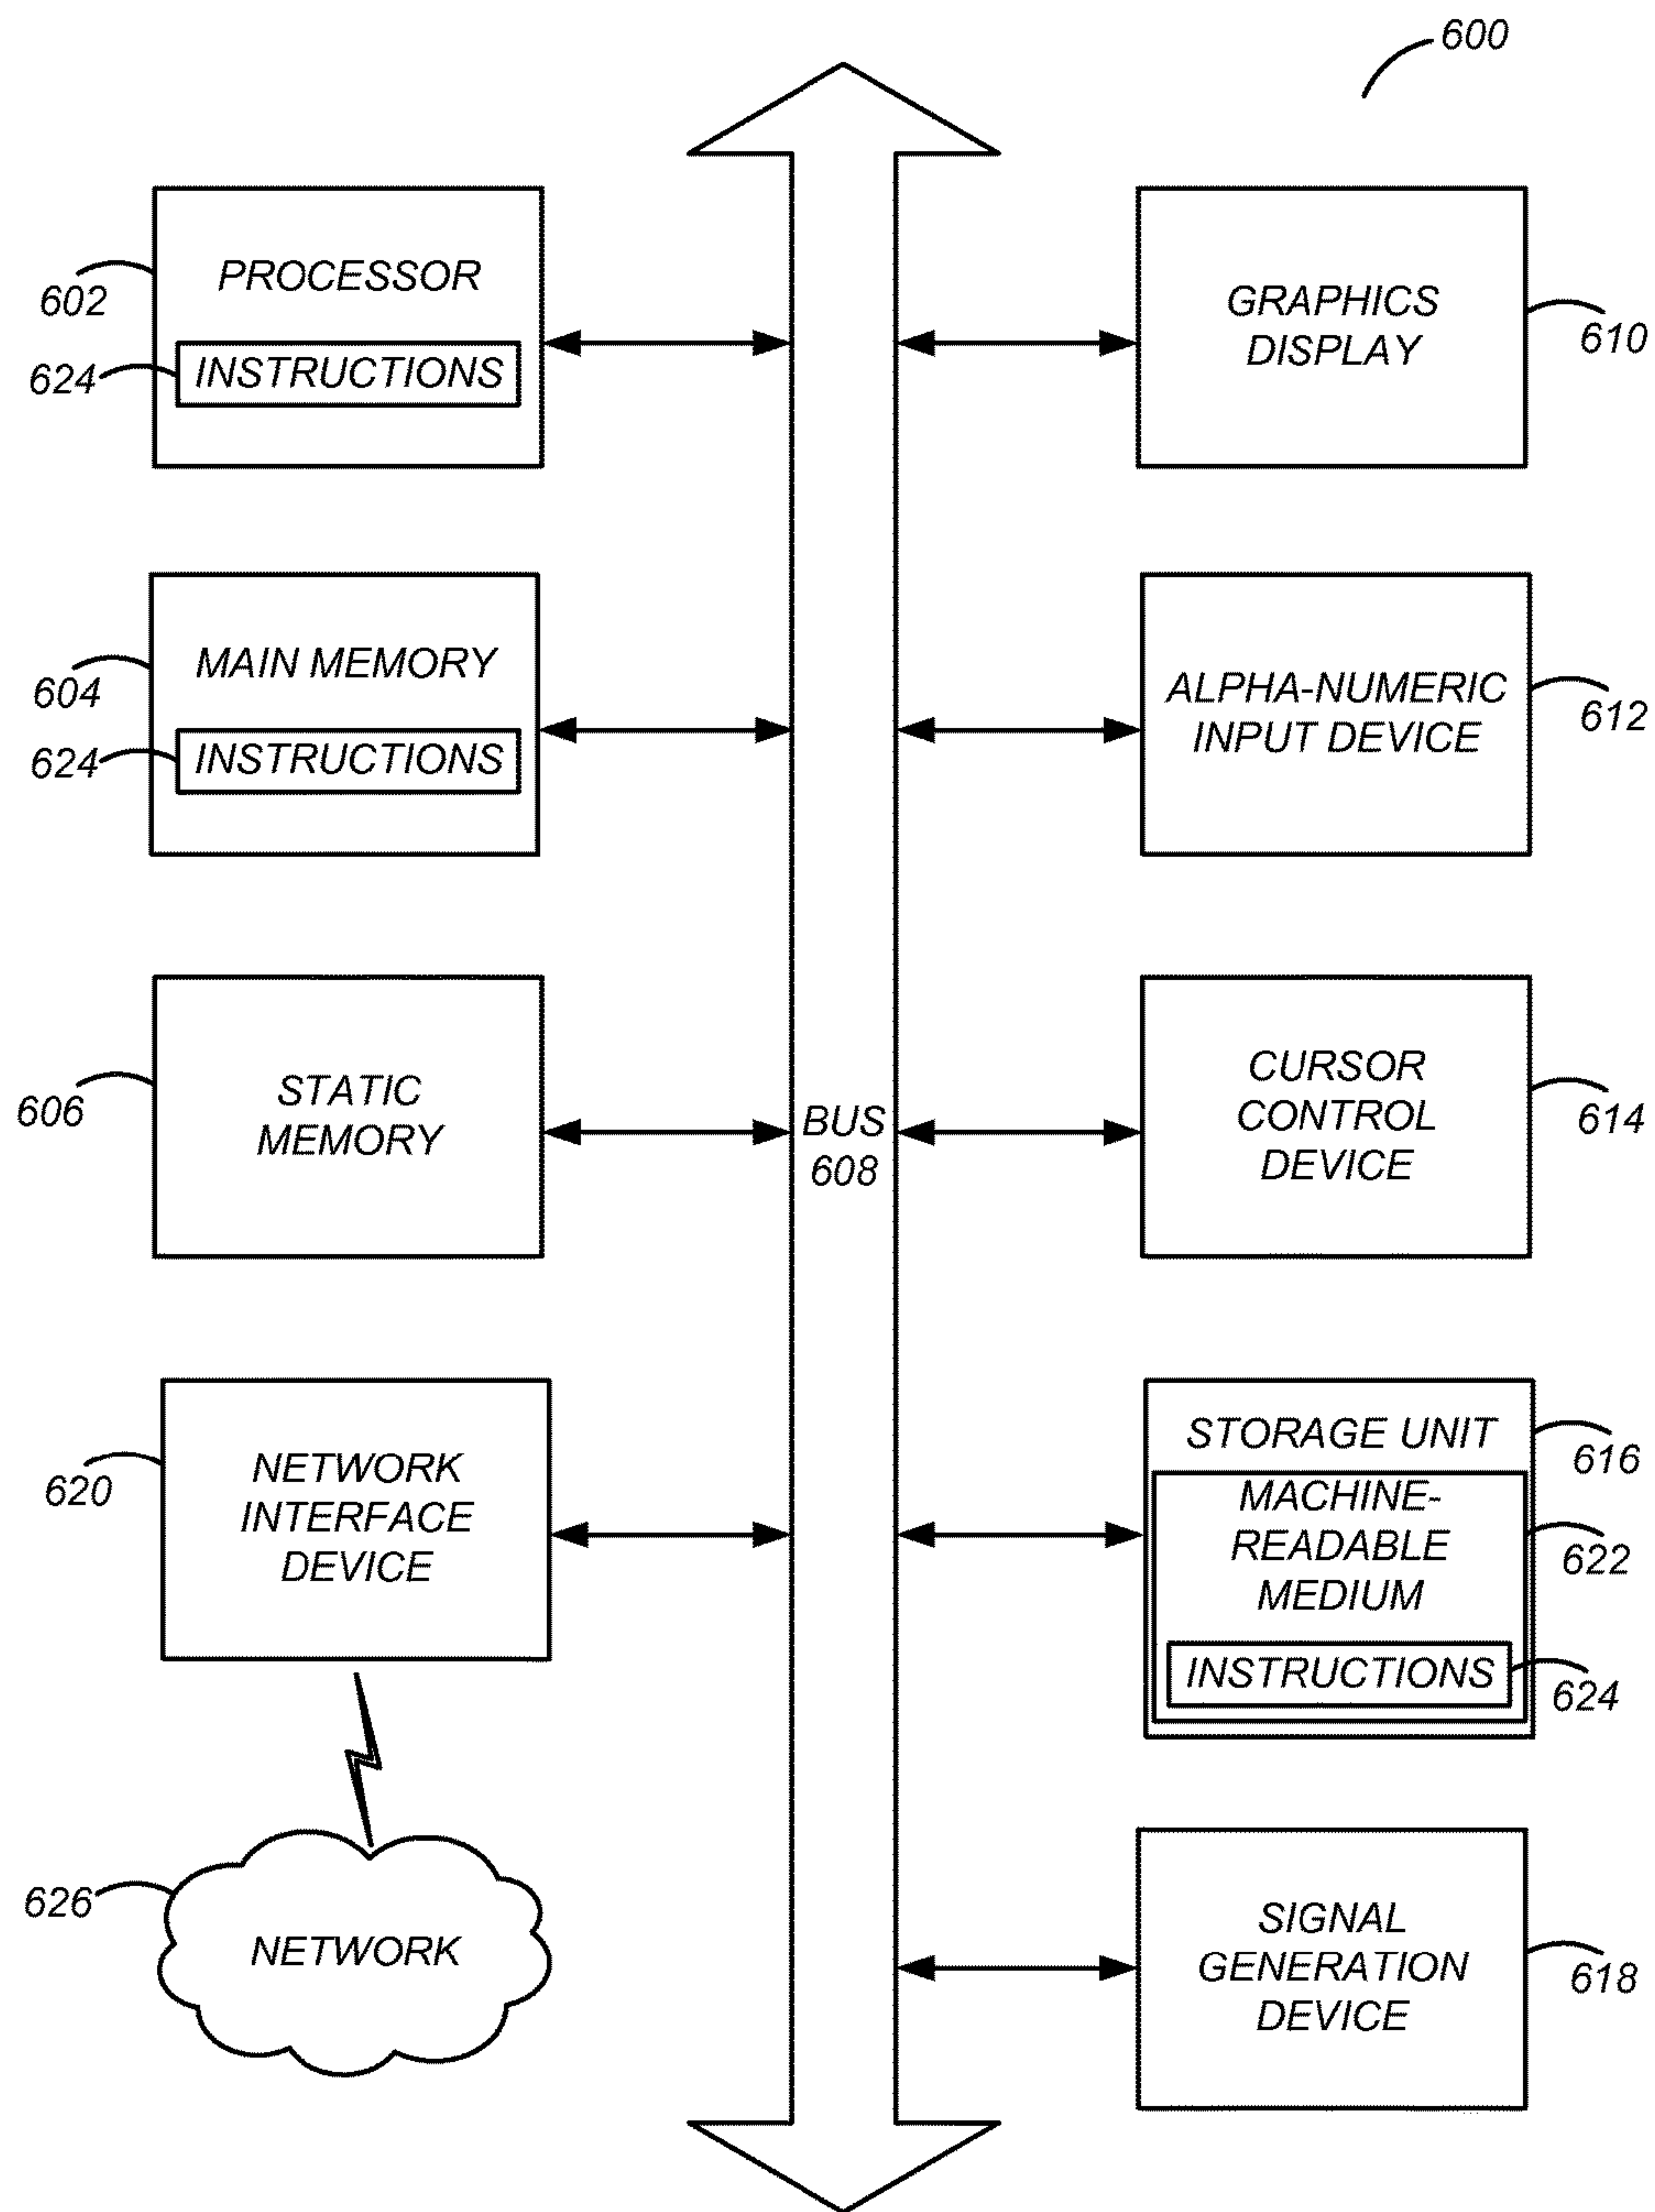 600
PROCESSOR
602
624
INSTRUCTIONS
MAIN MEMORY
604
624
INSTRUCTIONS
STATIC
MEMORY
606
NETWORK
INTERFACE
DEVICE
620
626
NETWORK
BUS
608
GRAPHICS
DISPLAY
610
ALPHA-NUMERIC
INPUT DEVICE
612
CURSOR
CONTROL
DEVICE
614
STORAGE UNIT
616
MACHINE-
READABLE
MEDIUM
622
INSTRUCTIONS
624
SIGNAL
GENERATION
DEVICE
618